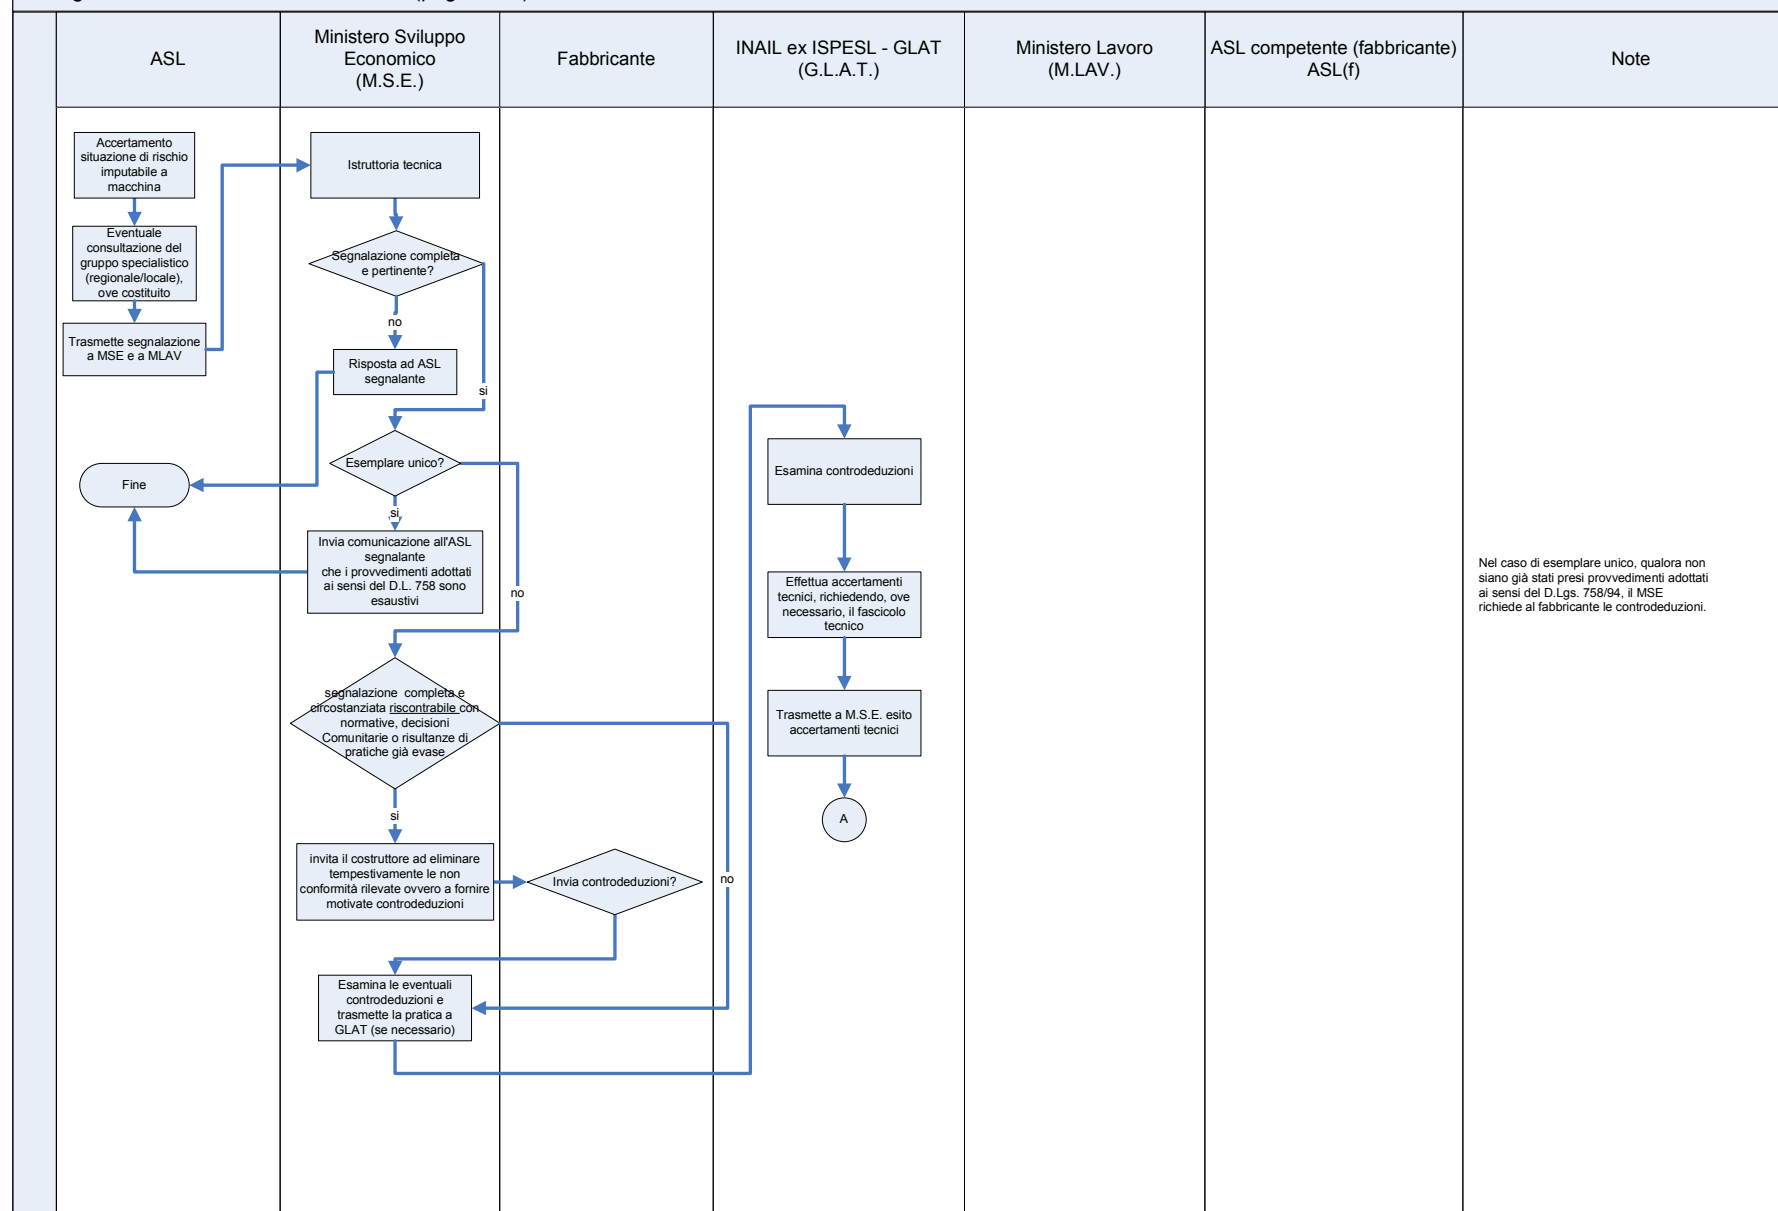 ASL
Ministero Sviluppo
Economico
(M.S.E.)
Fabbricante
INAIL ex ISPESL - GLAT
(G.L.A.T.)
Ministero Lavoro
(M.LAV.)
ASL competente (fabbricante)
ASL(f)
Note
Accertamento
situazione di rischio
imputabile a
macchina
Eventuale
consultazione del
gruppo specialistico
(regionale/locale),
ove costituito
Trasmette segnalazione
a MSE e a MLAV
Fine
Istruttoria tecnica
Segnalazione completa
e pertinente?
no
si
Risposta ad ASL
segnalante
Esemplare unico?
si
no
Invia comunicazione all'ASL
segnalante
che i provvedimenti adottati
ai sensi del D.L. 758 sono
esaustivi
segnalazione completa e
circostanziata riscontrabile con
normative, decisioni
Comunitarie o risultanze di
pratiche già evase
si
no
invita il costruttore ad eliminare
tempestivamente le non
conformità rilevate ovvero a fornire
motivate controdeduzioni
Invia controdeduzioni?
Esamina le eventuali
controdeduzioni e
trasmette la pratica a
GLAT (se necessario)
Esamina controdeduzioni
Effettua accertamenti
tecnici, richiedendo, ove
necessario, il fascicolo
tecnico
Trasmette a M.S.E. esito
accertamenti tecnici
A
Nel caso di esemplare unico, qualora non
siano già stati presi provvedimenti adottati
ai sensi del D.Lgs. 758/94, il MSE
richiede al fabbricante le controdeduzioni.